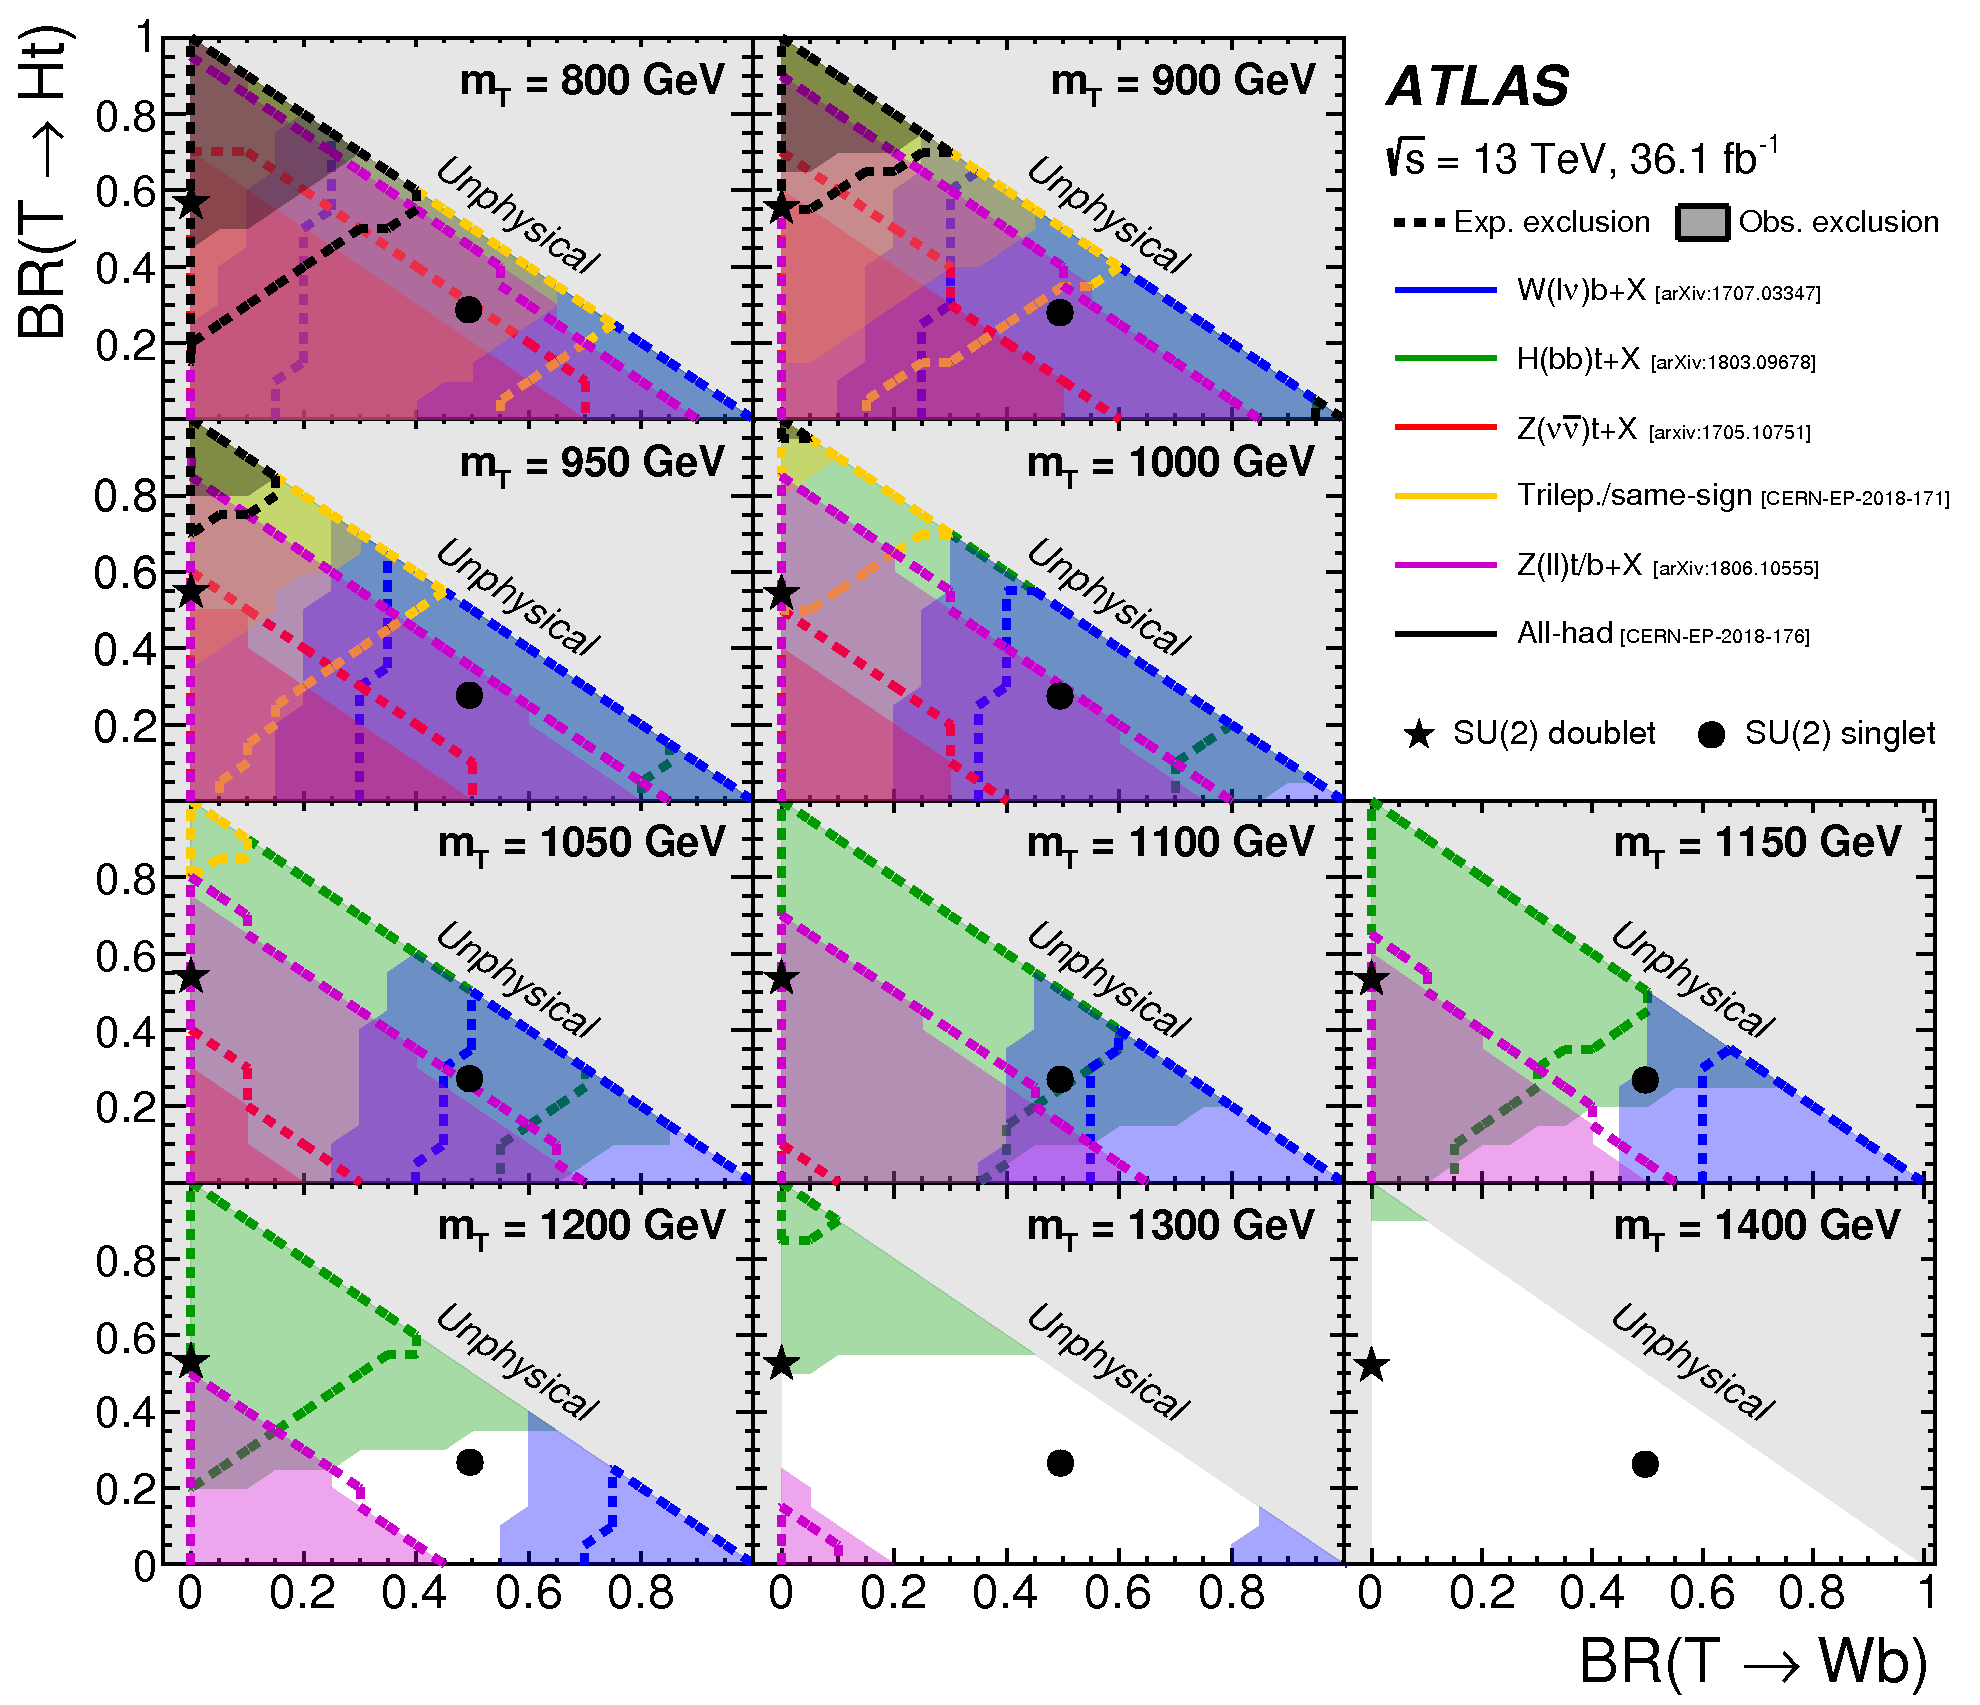 BR(T → Ht)
1
0.8
0.6
0.4
0.2
m_T = 800 GeV
Unphysical
m_T = 900 GeV
Unphysical
ATLAS
√s = 13 TeV, 36.1 fb⁻¹
Exp. exclusion Obs. exclusion
W(lν)b+X [arXiv:1707.03347]
H(bb)t+X [arXiv:1803.09678]
Z(νν̅)t+X [arxiv:1705.10751]
Trilep./same-sign [CERN-EP-2018-171]
Z(ll)t/b+X [arXiv:1806.10555]
All-had [CERN-EP-2018-176]
SU(2) doublet SU(2) singlet
0.8
0.6
0.4
0.2
m_T = 950 GeV
Unphysical
m_T = 1000 GeV
Unphysical
0.8
0.6
0.4
0.2
m_T = 1050 GeV
Unphysical
m_T = 1100 GeV
Unphysical
m_T = 1150 GeV
Unphysical
0.8
0.6
0.4
0.2
0
m_T = 1200 GeV
Unphysical
m_T = 1300 GeV
Unphysical
m_T = 1400 GeV
Unphysical
0 0.2 0.4 0.6 0.8 0 0.2 0.4 0.6 0.8 0 0.2 0.4 0.6 0.8 1
BR(T → Wb)